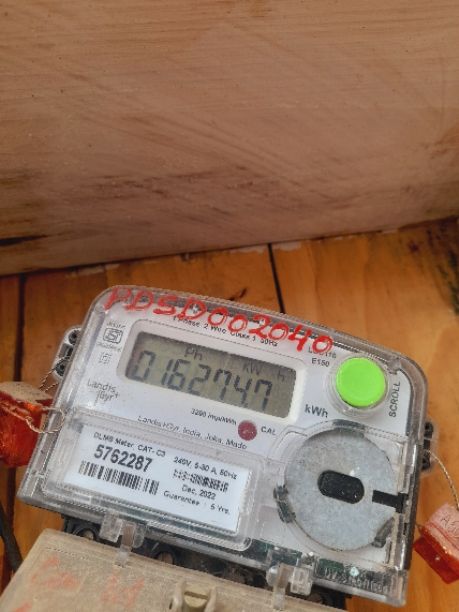 PDSD002040
1 Phase 2 Wire Class 1 50Hz
E150
Ph KW h
0162747
Landis
Gyr+
3200 imp/kWh
CAL
kWh
SCROLL
Landis+Gyr, India, Joka, Made
DLMS Meter, CAT- C3
5762287
240V, 5-30 A, 50Hz
Dec, 2022
Guarantee : 5 Yrs.